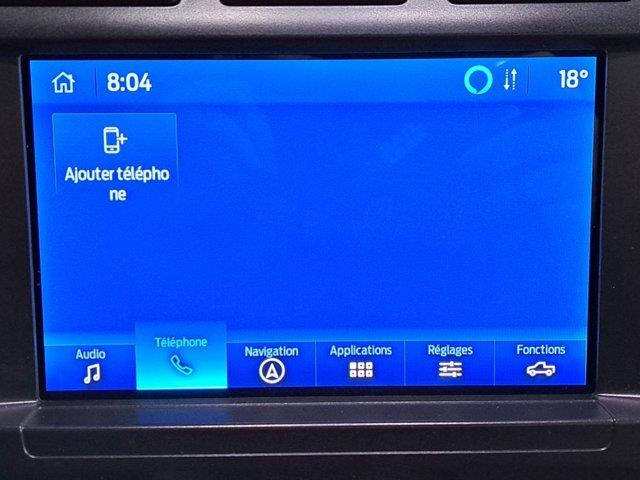 8:04
18°
Ajouter télépho
ne
Audio
Téléphone
Navigation
Applications
Réglages
Fonctions